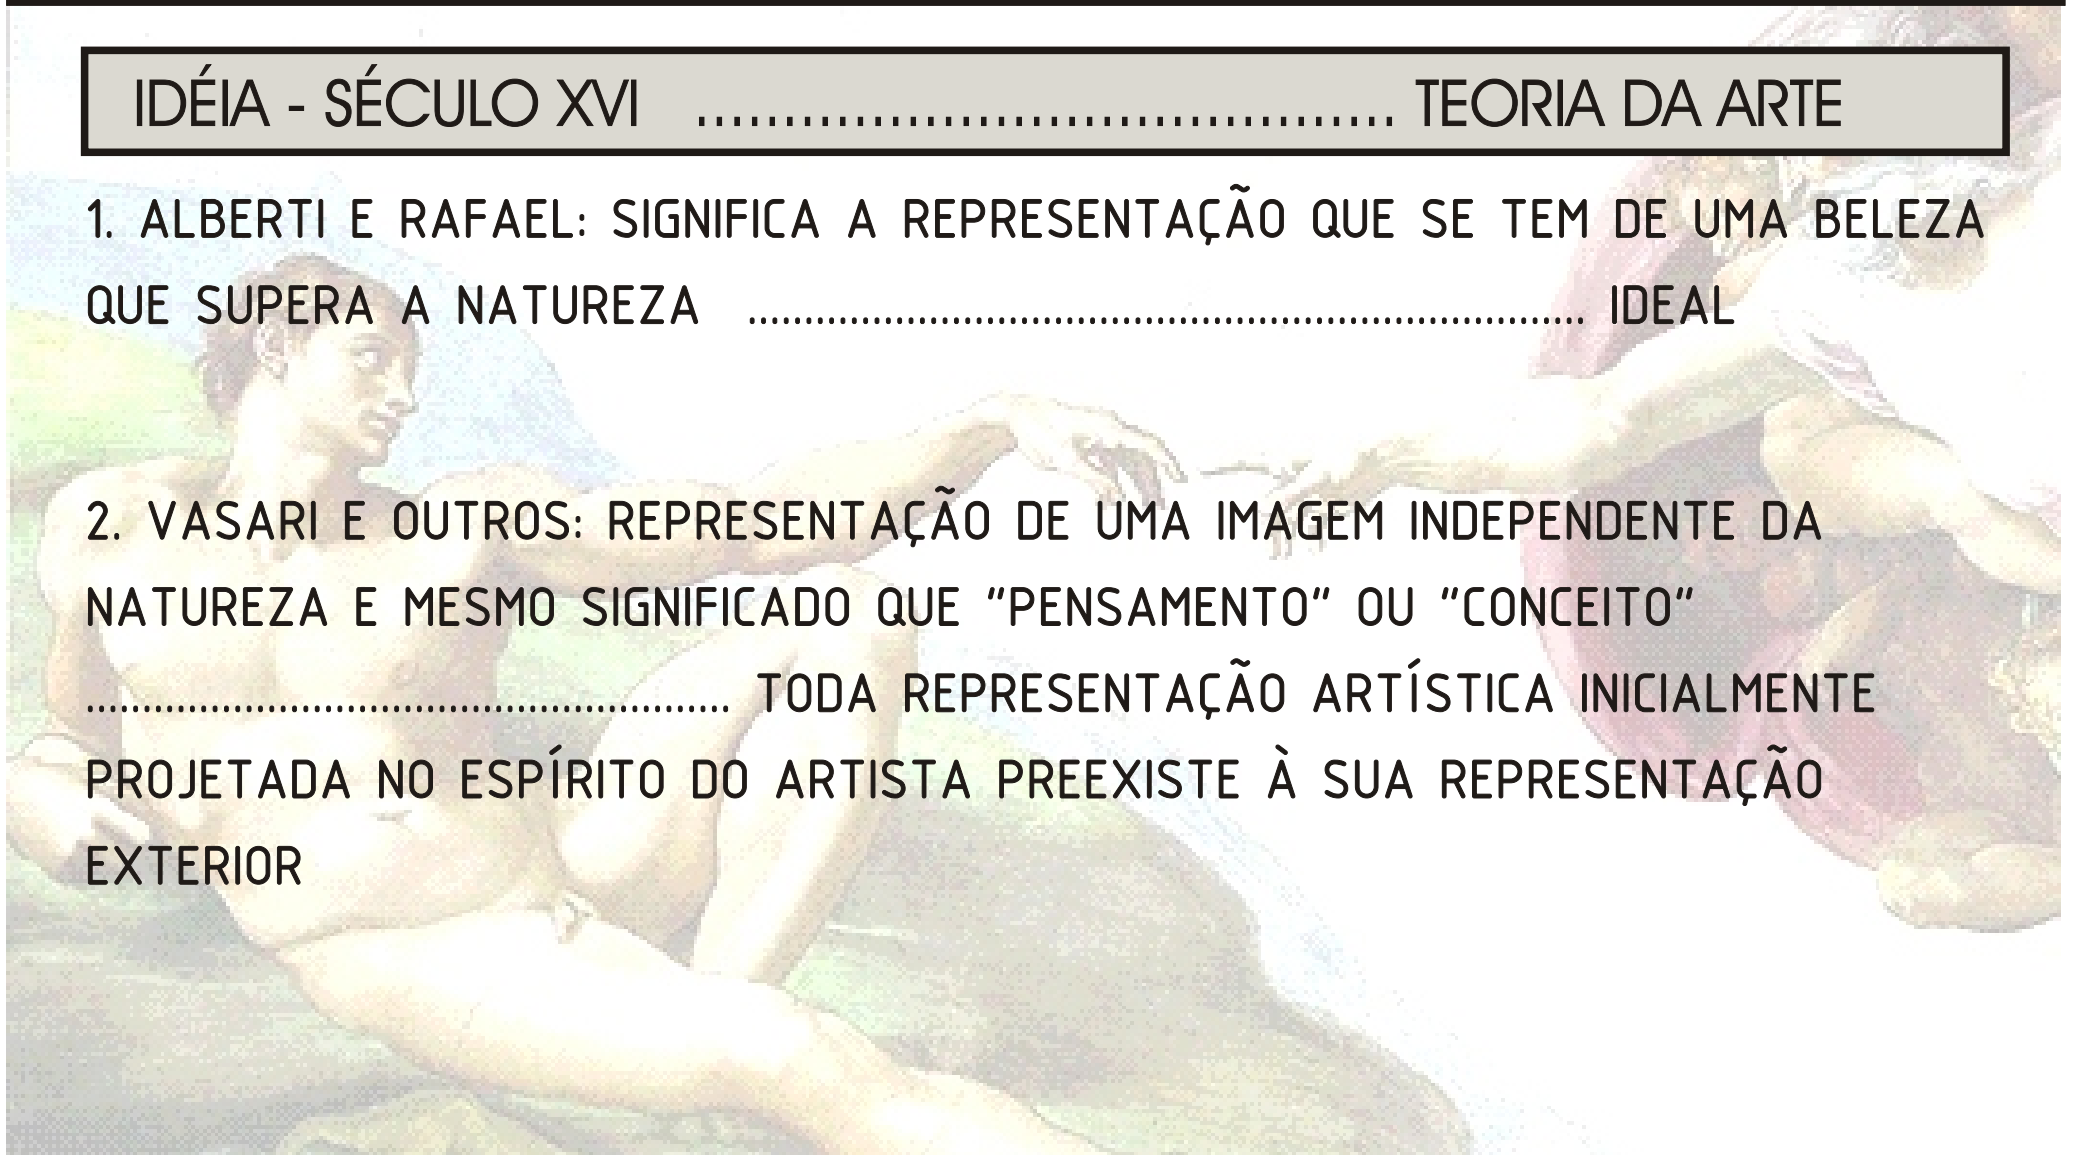 IDÉIA - SÉCULO XVI ....................................... TEORIA DA ARTE
1. ALBERTI E RAFAEL: SIGNIFICA A REPRESENTAÇÃO QUE SE TEM DE UMA BELEZA
QUE SUPERA A NATUREZA ........................................................................... IDEAL
2. VASARI E OUTROS: REPRESENTAÇÃO DE UMA IMAGEM INDEPENDENTE DA
NATUREZA E MESMO SIGNIFICADO QUE "PENSAMENTO" OU "CONCEITO"
.......................................................... TODA REPRESENTAÇÃO ARTÍSTICA INICIALMENTE
PROJETADA NO ESPÍRITO DO ARTISTA PREEXISTE À SUA REPRESENTAÇÃO
EXTERIOR